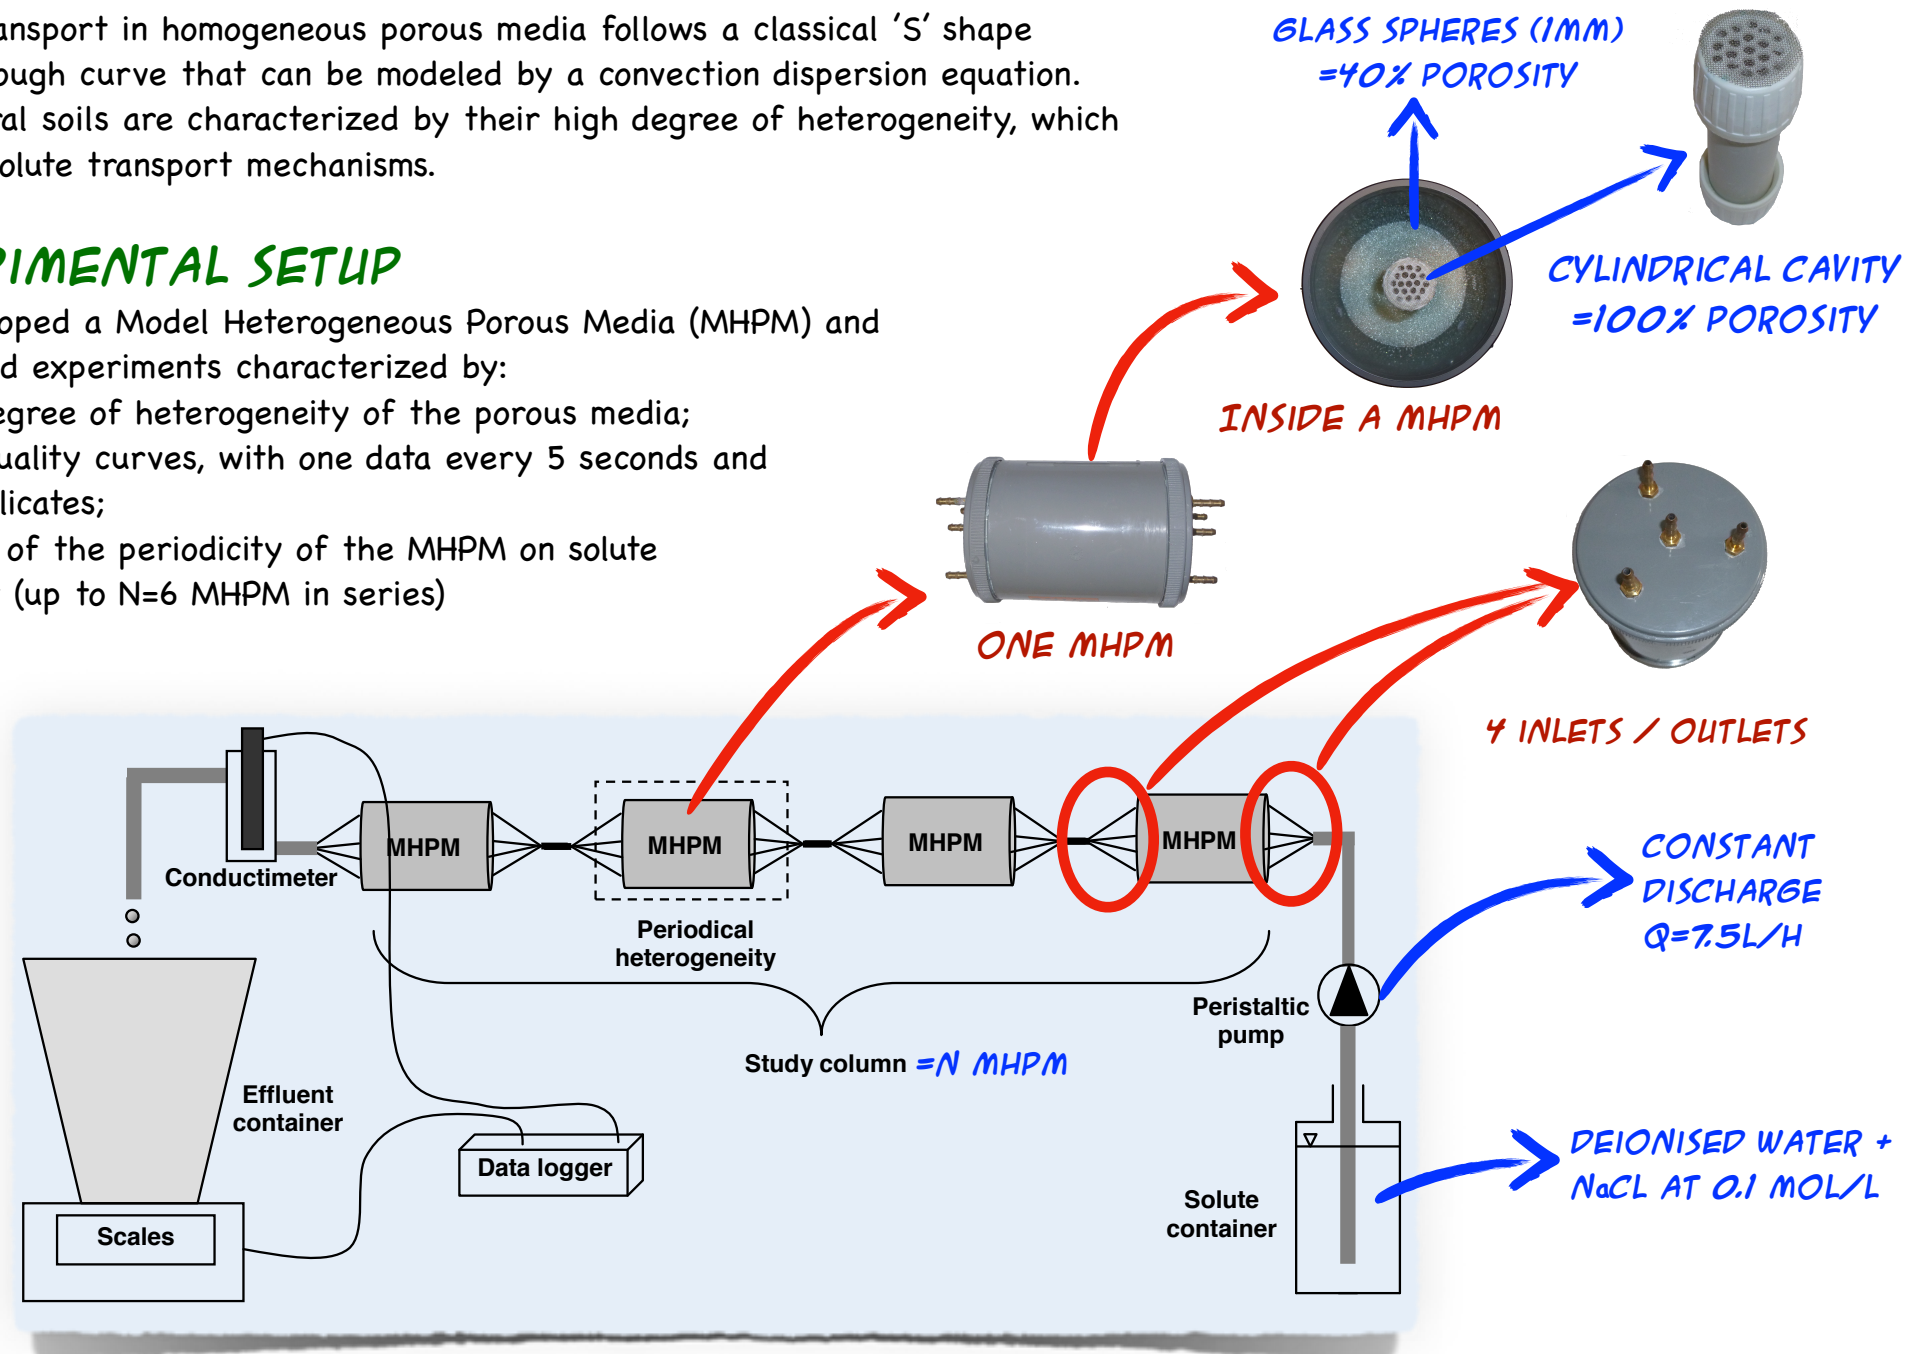 ansport in homogeneous porous media follows a classical 'S' shape
ough curve that can be modeled by a convection dispersion equation.
ral soils are characterized by their high degree of heterogeneity, which
olute transport mechanisms.
PIMENTAL SETUP
loped a Model Heterogeneous Porous Media (MHPM) and
d experiments characterized by:
egree of heterogeneity of the porous media;
uality curves, with one data every 5 seconds and
licates;
of the periodicity of the MHPM on solute
(up to N=6 MHPM in series)
GLASS SPHERES (1MM)
=40% POROSITY
CYLINDRICAL CAVITY
=100% POROSITY
INSIDE A MHPM
ONE MHPM
4 INLETS / OUTLETS
MHPM
MHPM
MHPM
MHPM
Conductimeter
Periodical
heterogeneity
CONSTANT
DISCHARGE
Q=7.5L/H
Peristaltic
pump
Study column =N MHPM
Effluent
container
Data logger
Scales
Solute
container
DEIONISED WATER +
NaCL AT 0.1 MOL/L